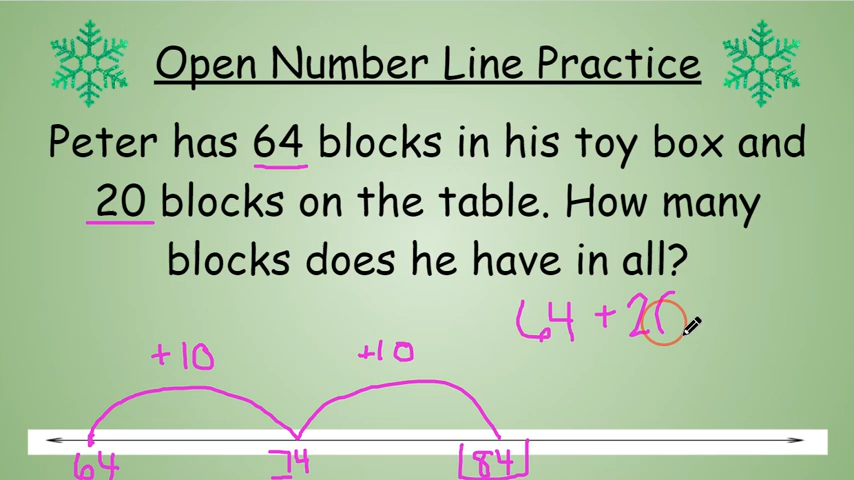 Open Number Line Practice
Peter has 64 blocks in his toy box and
20 blocks on the table. How many
blocks does he have in all?
64 + 20
+10 +10
64 74 84